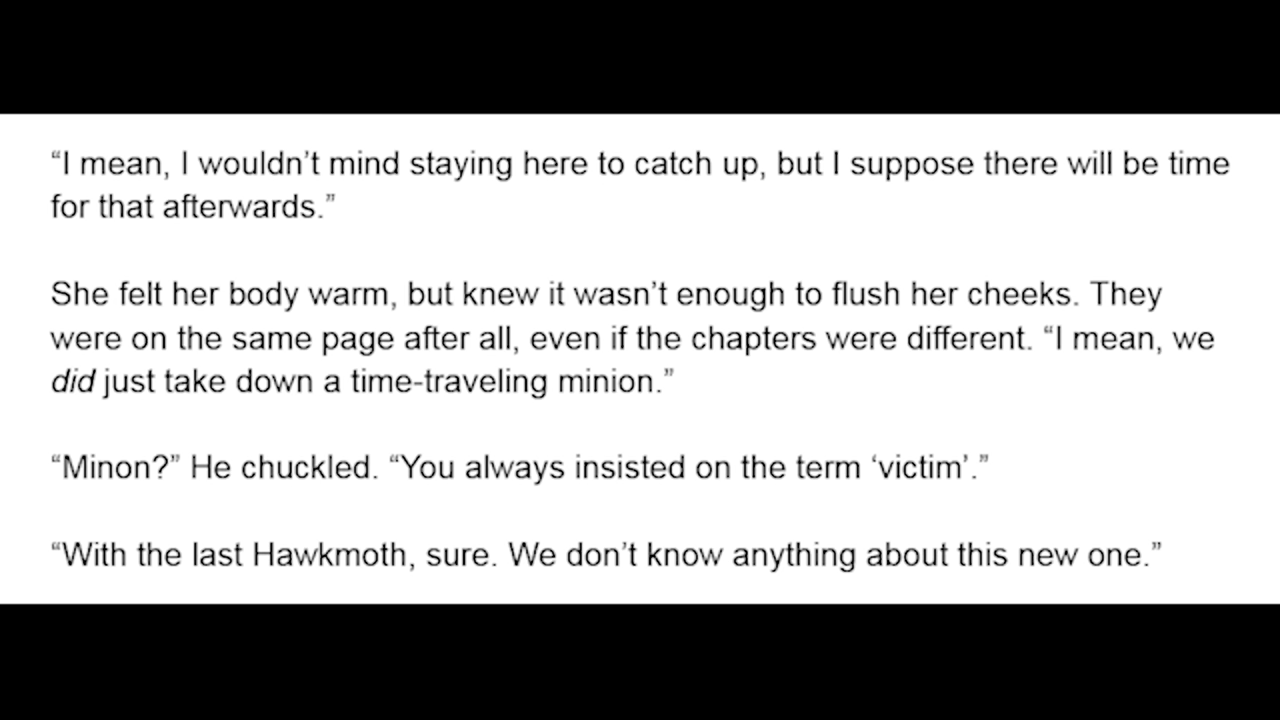 “I mean, I wouldn’t mind staying here to catch up, but I suppose there will be time
for that afterwards.”
She felt her body warm, but knew it wasn’t enough to flush her cheeks. They
were on the same page after all, even if the chapters were different. “I mean, we
did just take down a time-traveling minion.”
“Minon?” He chuckled. “You always insisted on the term ‘victim’.”
“With the last Hawkmoth, sure. We don’t know anything about this new one.”